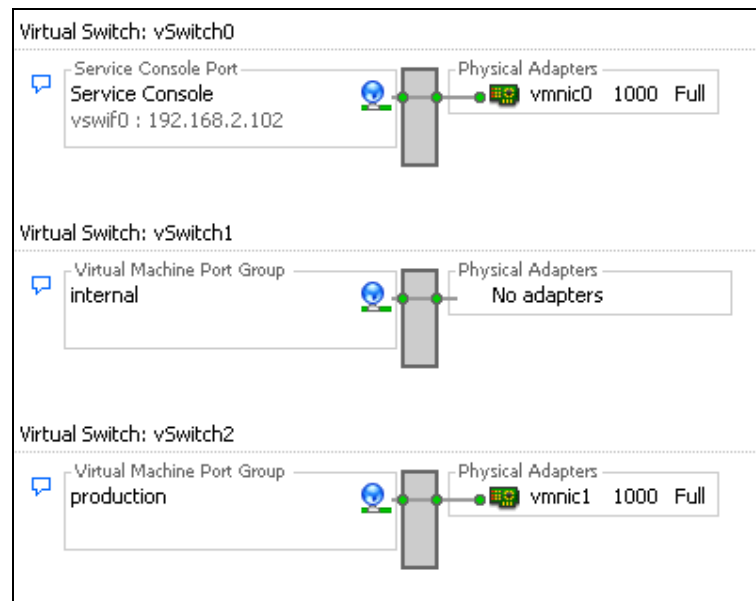 Virtual Switch: vSwitch0
Service Console Port
Physical Adapters
Service Console
vmnic0 1000 Full
vswif0 : 192.168.2.102
Virtual Switch: vSwitch1
Virtual Machine Port Group
Physical Adapters
internal
No adapters
Virtual Switch: vSwitch2
Virtual Machine Port Group
Physical Adapters
production
vmnic1 1000 Full